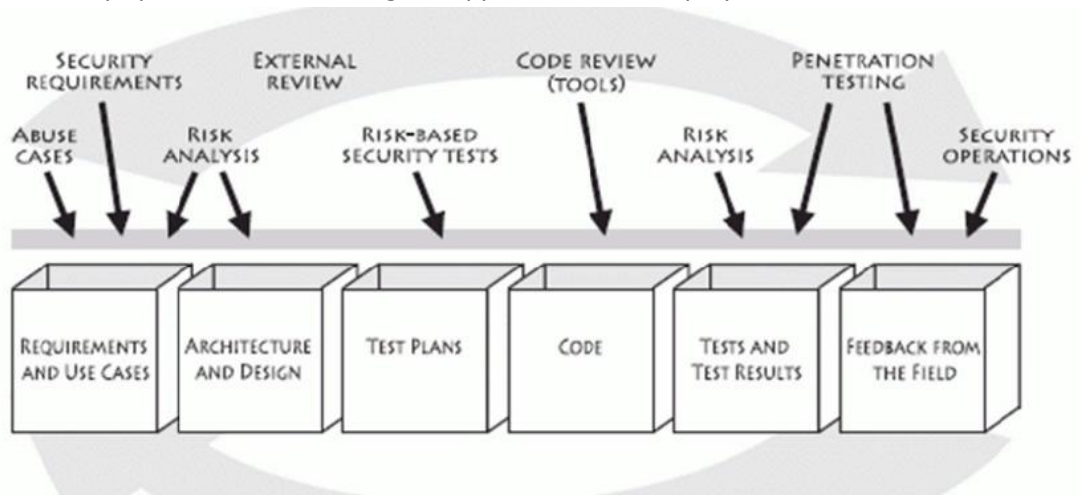 SECURITY
REQUIREMENTS
EXTERNAL
REVIEW
CODE REVIEW
(TOOLS)
PENETRATION
TESTING
ABUSE
CASES
RISK
ANALYSIS
RISK-BASED
SECURITY TESTS
RISK
ANALYSIS
SECURITY
OPERATIONS
REQUIREMENTS
AND USE CASES
ARCHITECTURE
AND DESIGN
TEST PLANS
CODE
TESTS AND
TEST RESULTS
FEEDBACK FROM
THE FIELD